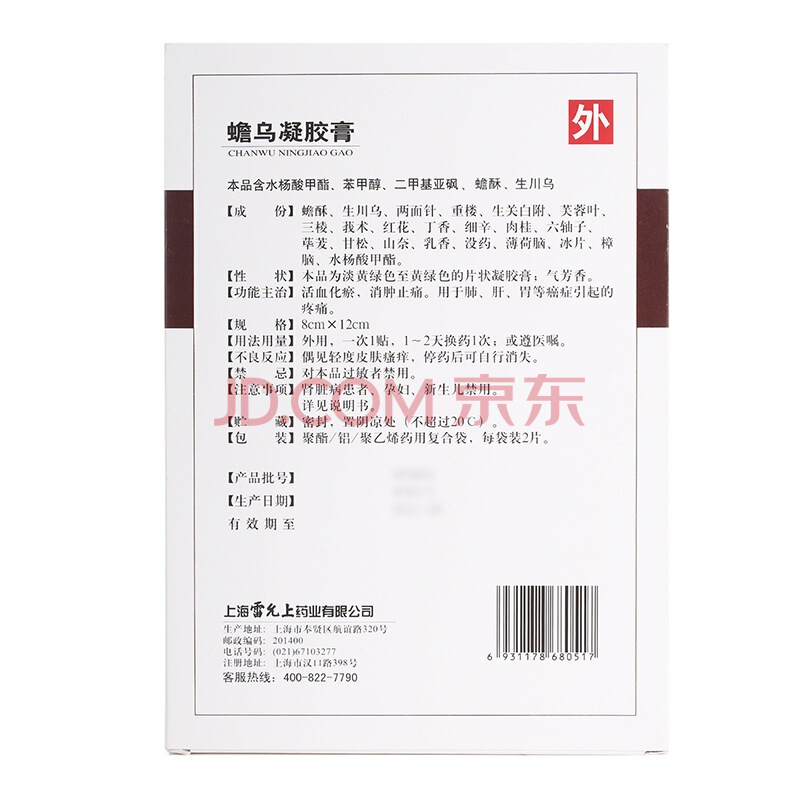 外
蟾乌凝胶膏
CHANWU NINGJIAO GAO
本品含水杨酸甲酯、苯甲醇、二甲基亚砜、蟾酥、生川乌
【成　份】蟾酥、生川乌、两面针、重楼、生关白附、芙蓉叶、
三棱、莪术、红花、丁香、细辛、肉桂、六轴子、
荜茇、甘松、山奈、乳香、没药、薄荷脑、冰片、樟
脑、水杨酸甲酯。
【性　状】本品为淡黄绿色至黄绿色的片状凝胶膏；气芳香。
【功能主治】活血化瘀，消肿止痛。用于肺、肝、胃等癌症引起的
疼痛。
【规　格】8cm×12cm
【用法用量】外用，一次1贴，1～2天换药1次；或遵医嘱。
【不良反应】偶见轻度皮肤瘙痒，停药后可自行消失。
【禁　忌】对本品过敏者禁用。
【注意事项】肾脏病患者、孕妇、新生儿禁用。
详见说明书。
JD.COM 京东
【贮　藏】密封，置阴凉处（不超过20℃）。
【包　装】聚酯/铝/聚乙烯药用复合袋，每袋装2片。
【产品批号】
【生产日期】
有效期至
上海雷允上药业有限公司
生产地址：上海市奉贤区航谊路320号
邮政编码：201400
电话号码：(021)67103277
注册地址：上海市汉口路398号
客服热线：400-822-7790
6 931178 680517